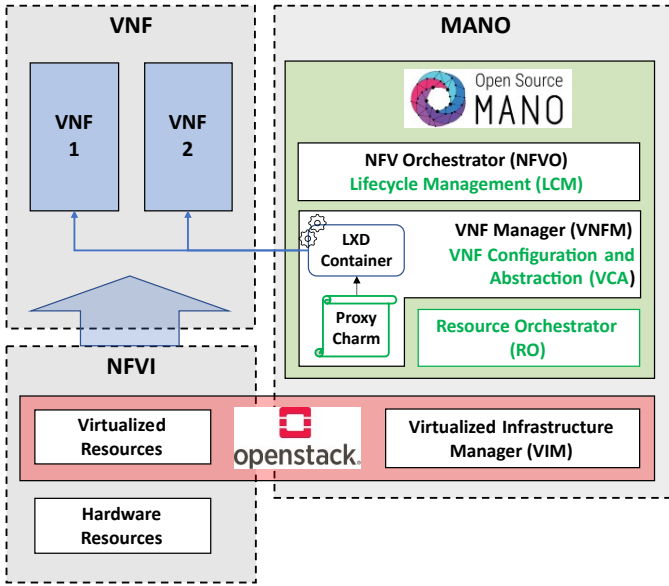 VNF
VNF
1
VNF
2
MANO
Open Source
MANO
NFV Orchestrator (NFVO)
Lifecycle Management (LCM)
LXD
Container
VNF Manager (VNFM)
VNF Configuration and
Abstraction (VCA)
Proxy
Charm
Resource Orchestrator
(RO)
NFVI
Virtualized
Resources
openstack.
Virtualized Infrastructure
Manager (VIM)
Hardware
Resources